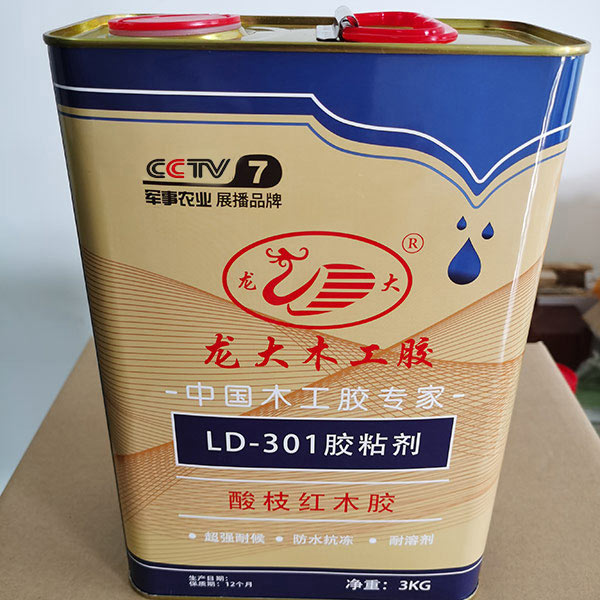 CCTV 7
军事农业 展播品牌
®
龙 大
龙大木工胶
-中国木工胶专家-
LD-301胶粘剂
酸枝红木胶
• 超强耐候 • 防水抗冻 • 耐溶剂
生产日期:
保质期: 12个月
净重: 3KG